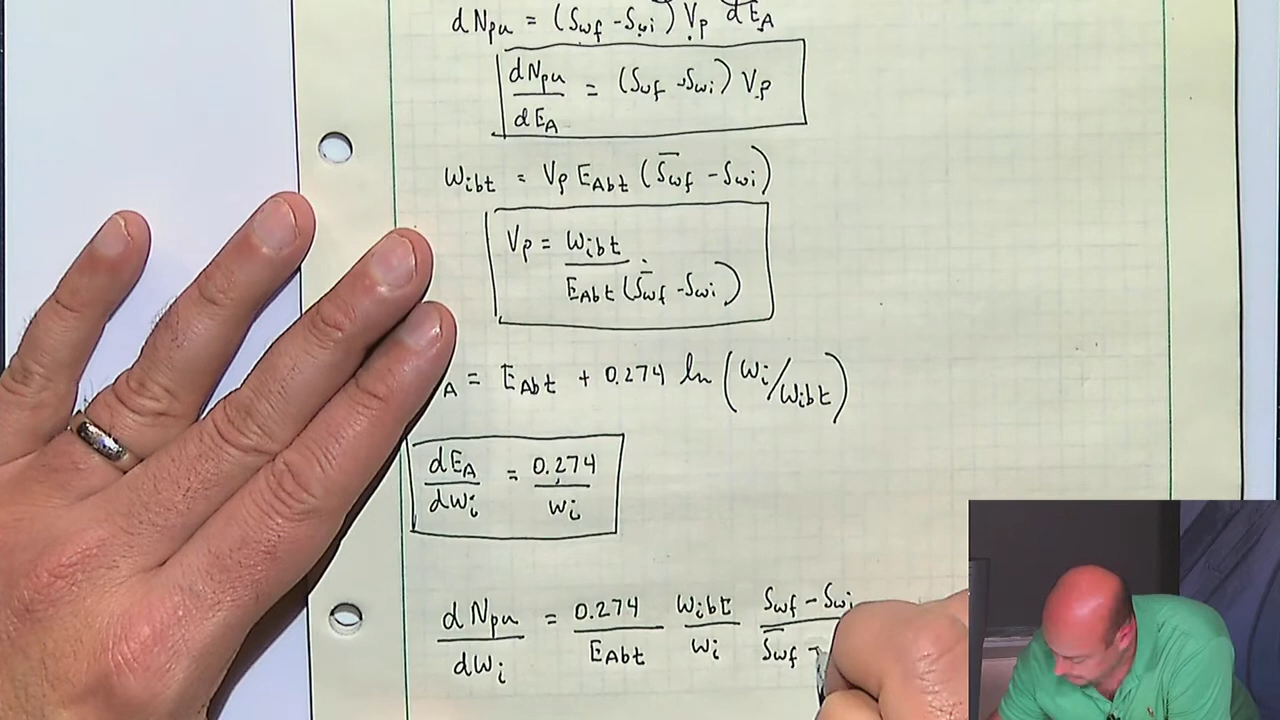 dNpu = (Swf - Swi) Vp dEA
dNpu/dEA = (Swf - Swi) Vp
Wibt = Vp EAbt (S̄wf - Swi)
Vp = Wibt / EAbt (S̄wf - Swi)
A = EAbt + 0.274 ln (Wi/Wibt)
dEA/dWi = 0.274/Wi
dNpu/dWi = 0.274/EAbt Wibt/Wi Swf - Swi/S̄wf -